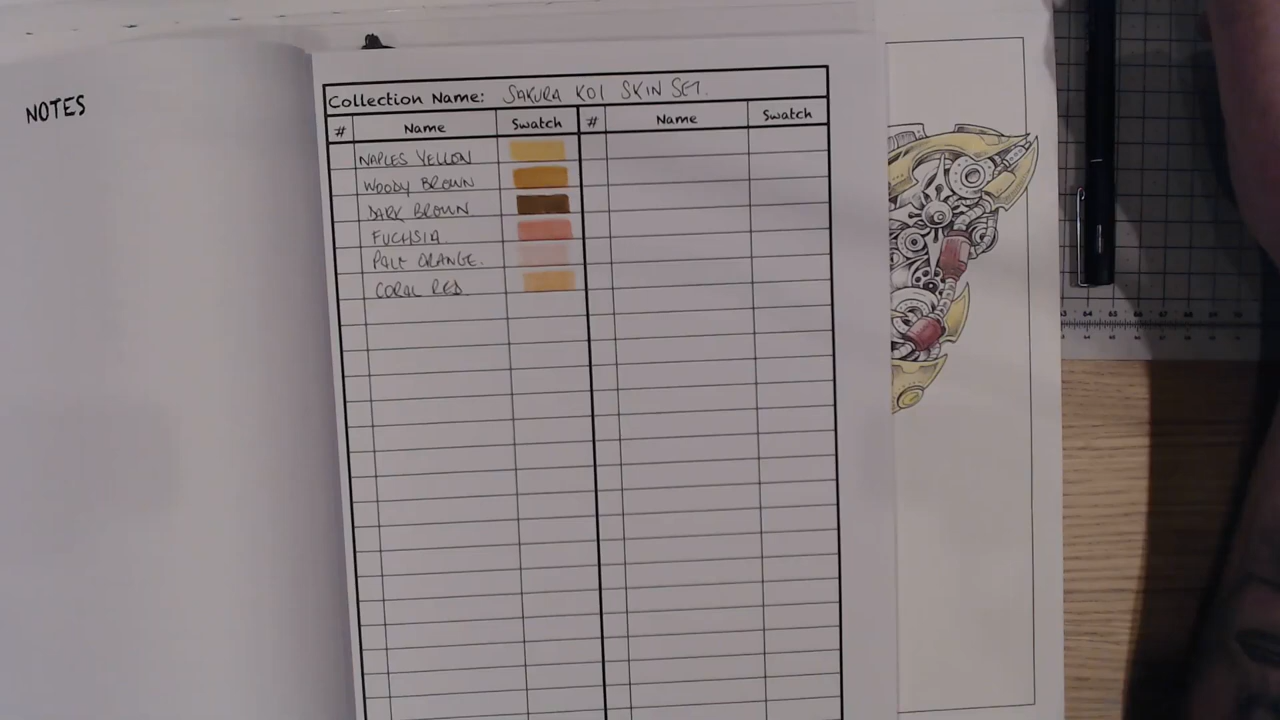 NOTES
Collection Name: SAKURA KOI SKIN SET.
# Name Swatch # Name Swatch
NAPLES YELLOW
WOODY BROWN
DARK BROWN
FUCHSIA
PALE ORANGE.
CORAL RED